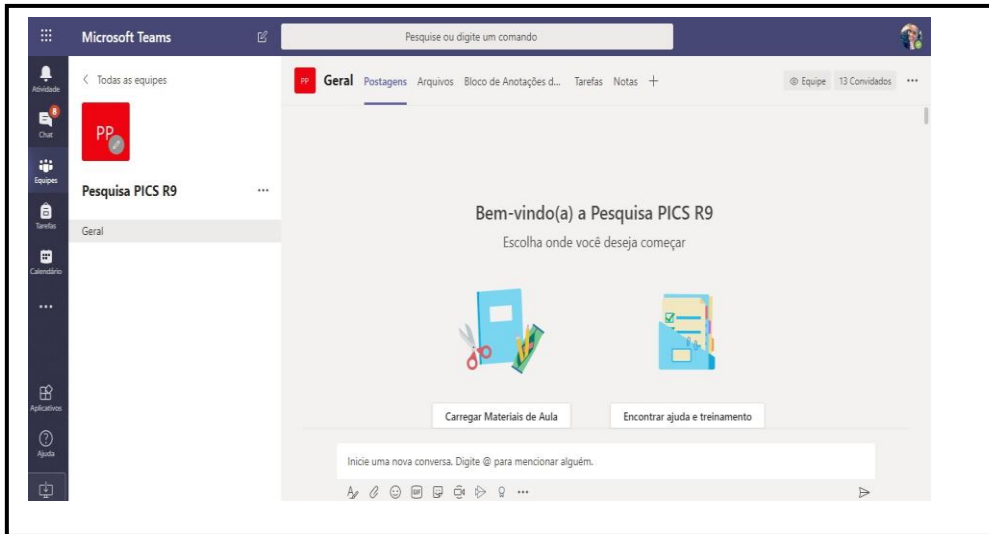 Microsoft Teams
Pesquise ou digite um comando
Atividade
8
Chat
Equipes
Tarefas
Calendário
Aplicativos
Ajuda
Todas as equipes
PP
Pesquisa PICS R9
Geral
PP Geral Postagens Arquivos Bloco de Anotações d... Tarefas Notas
Equipe 13 Convidados
Bem-vindo(a) a Pesquisa PICS R9
Escolha onde você deseja começar
Carregar Materiais de Aula Encontrar ajuda e treinamento
Inicie uma nova conversa. Digite @ para mencionar alguém.
GIF